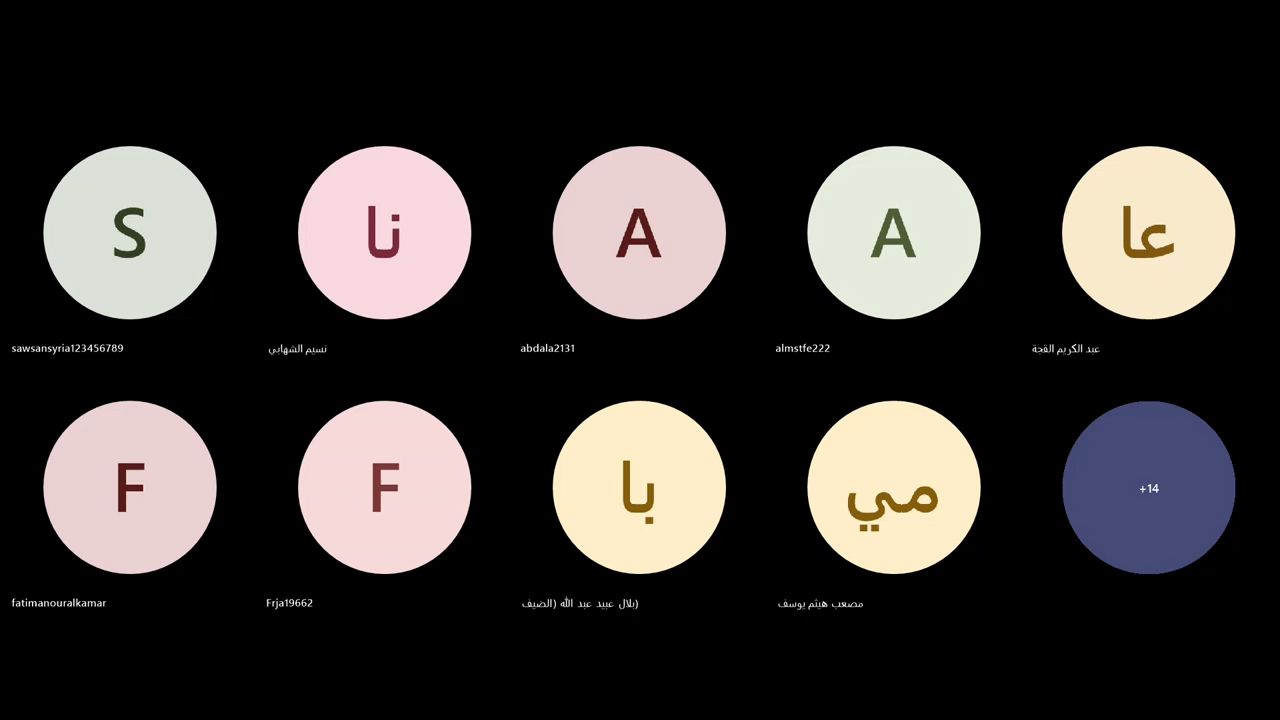 S
نا
A
A
عا
sawsansyria123456789
نسيم الشهابي
abdala2131
almstfe222
عبد الكريم القجة
F
F
با
مي
+14
fatimanouralkamar
Frja19662
بلال عبيد عبد الله (الضيف)
مصعب هيثم يوسف